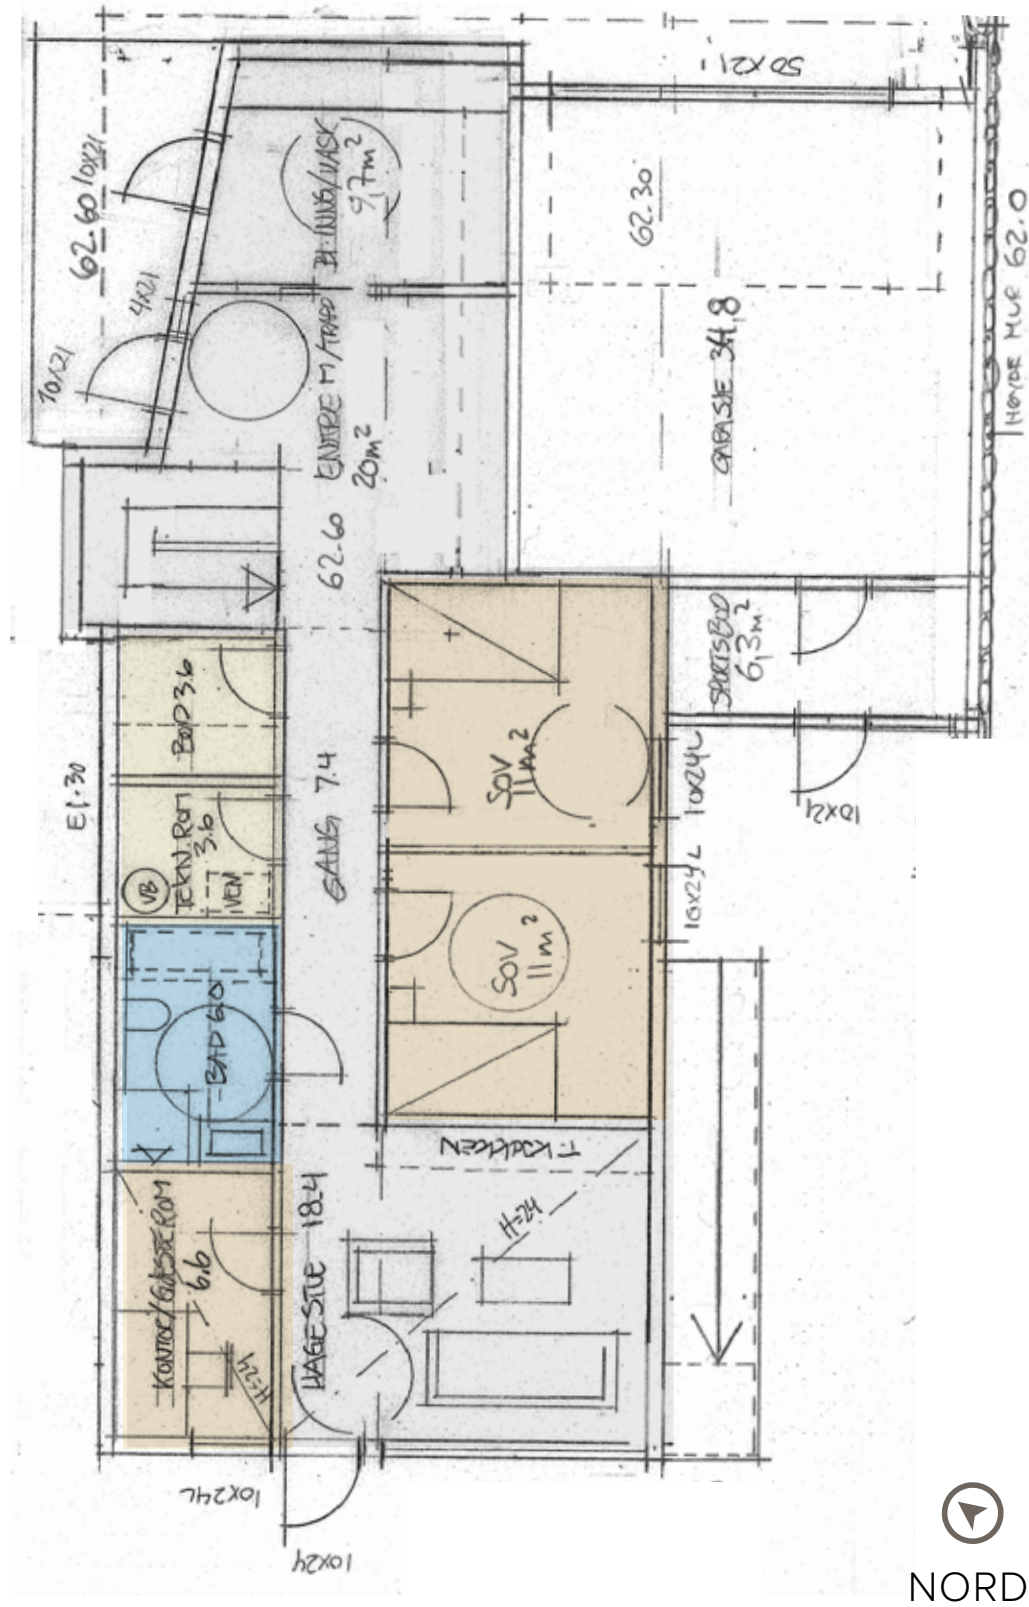 50X21
62.60
10X21
BI.INNG/VASK
9,7m²
62.30
HØYDE MUR 62.0
4X21
10X21
ENTRE M/TRAPP
20m²
GARASJE 34,8
62.60
SPORTSBOD
6,3m²
BOD 3.6
EI.30
GANG 7.4
SOV
11m²
10X24L
10X21
TEKN.ROM
3.6
VB
VEN
10X24L
SOV
11m²
BAD 6.0
T-KJØKKEN
KONTOR/GJESTEROM
6.6
HAGESTUE 18.4
H=24
H=24
10X24L
10X24
NORD